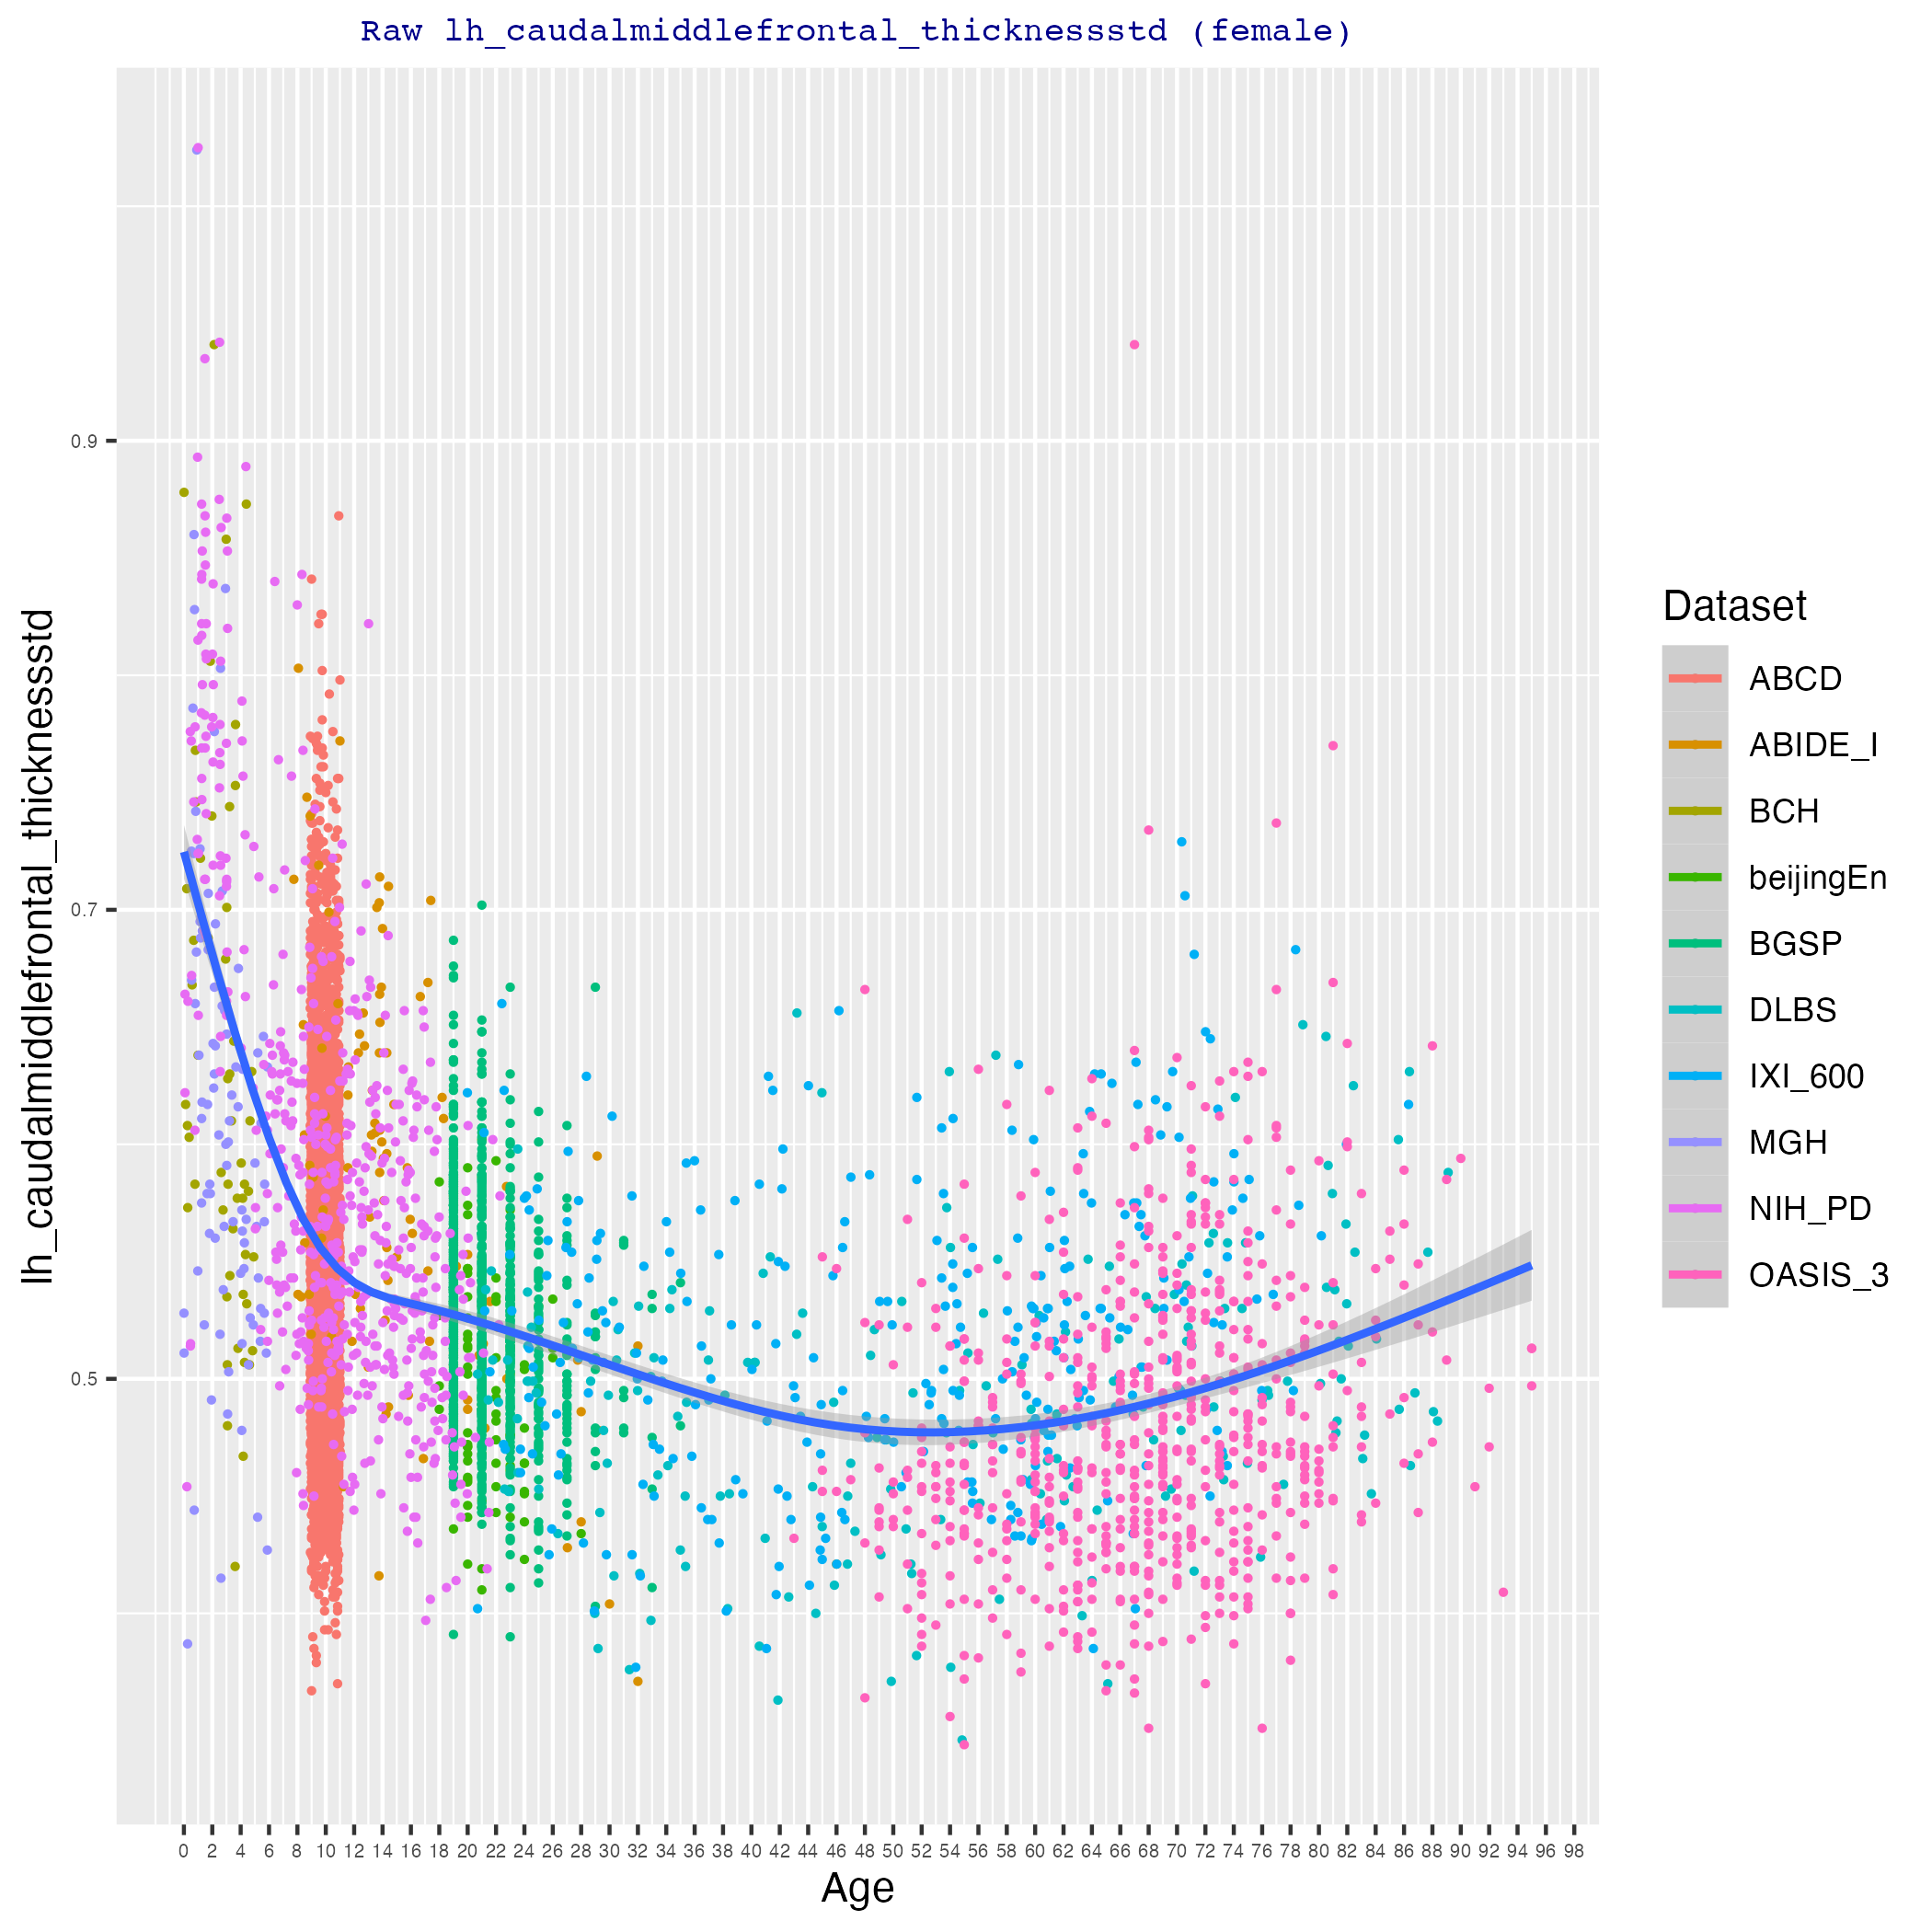 Raw lh_caudalmiddlefrontal_thicknessstd (female)
lh_caudalmiddlefrontal_thicknessstd
0.9
0.7
0.5
0 2 4 6 8 10 12 14 16 18 20 22 24 26 28 30 32 34 36 38 40 42 44 46 48 50 52 54 56 58 60 62 64 66 68 70 72 74 76 78 80 82 84 86 88 90 92 94 96 98
Age
Dataset
ABCD
ABIDE_I
BCH
beijingEn
BGSP
DLBS
IXI_600
MGH
NIH_PD
OASIS_3